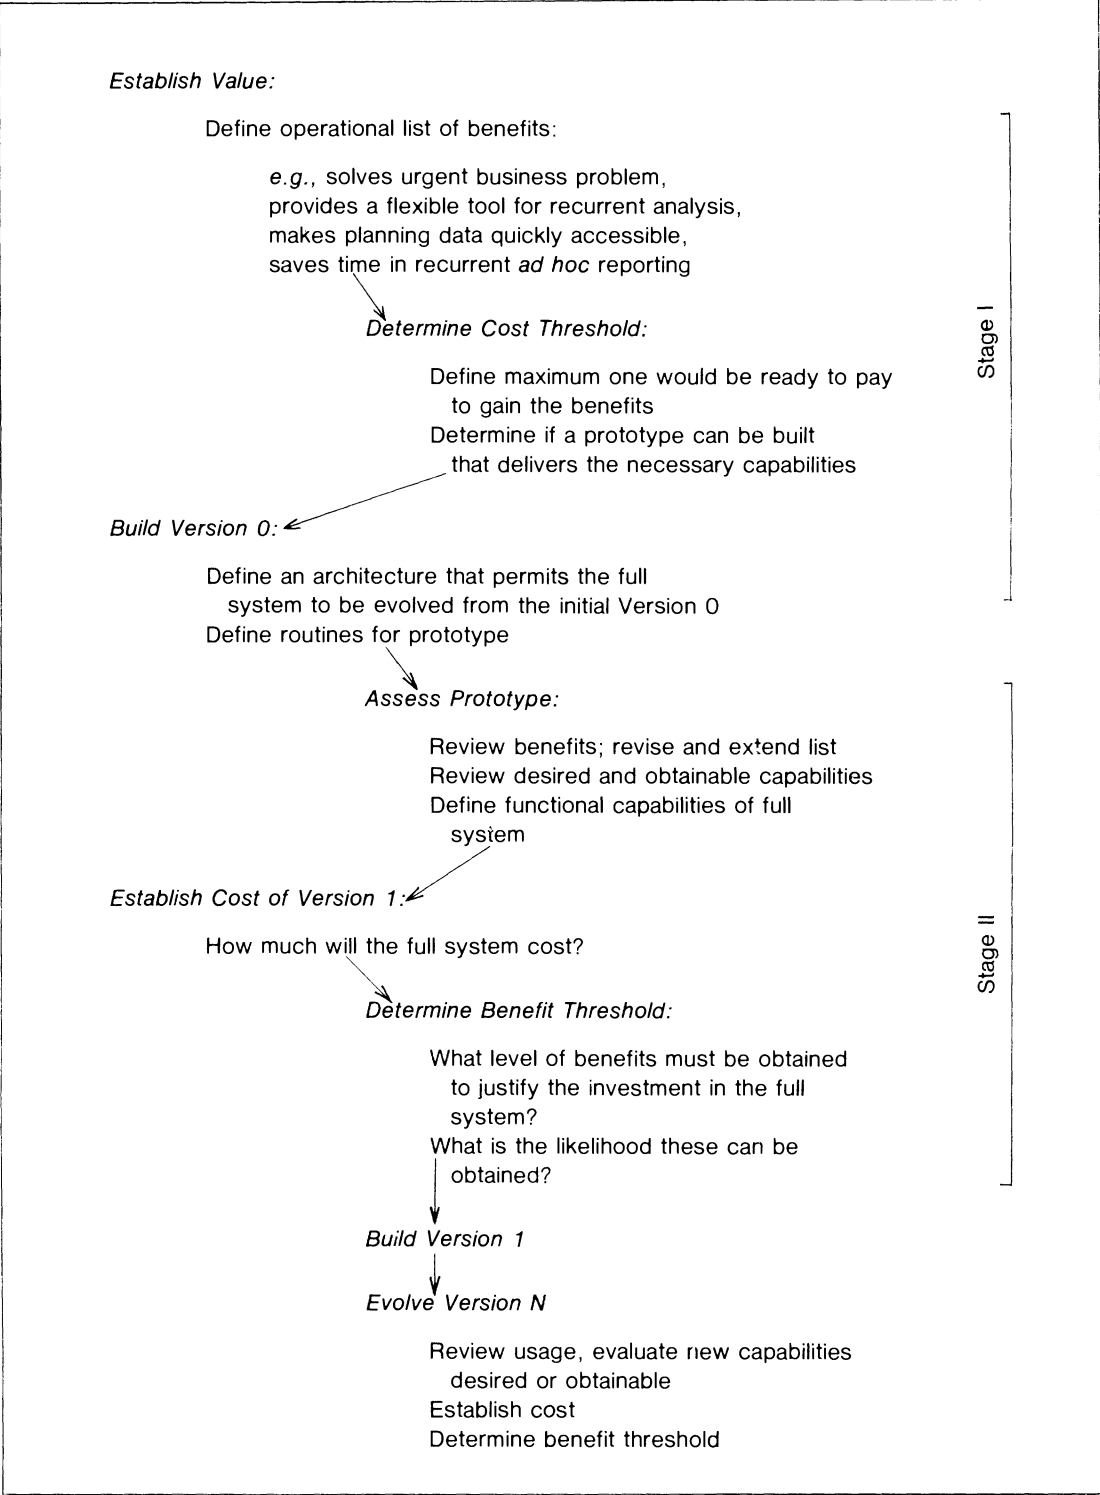 Establish Value:
Define operational list of benefits:
e.g., solves urgent business problem,
provides a flexible tool for recurrent analysis,
makes planning data quickly accessible,
saves time in recurrent ad hoc reporting
Determine Cost Threshold:
Define maximum one would be ready to pay
to gain the benefits
Determine if a prototype can be built
that delivers the necessary capabilities
Stage I
Build Version 0:
Define an architecture that permits the full
system to be evolved from the initial Version 0
Define routines for prototype
Assess Prototype:
Review benefits; revise and extend list
Review desired and obtainable capabilities
Define functional capabilities of full
system
Establish Cost of Version 1:
How much will the full system cost?
Stage II
Determine Benefit Threshold:
What level of benefits must be obtained
to justify the investment in the full
system?
What is the likelihood these can be
obtained?
Build Version 1
Evolve Version N
Review usage, evaluate new capabilities
desired or obtainable
Establish cost
Determine benefit threshold